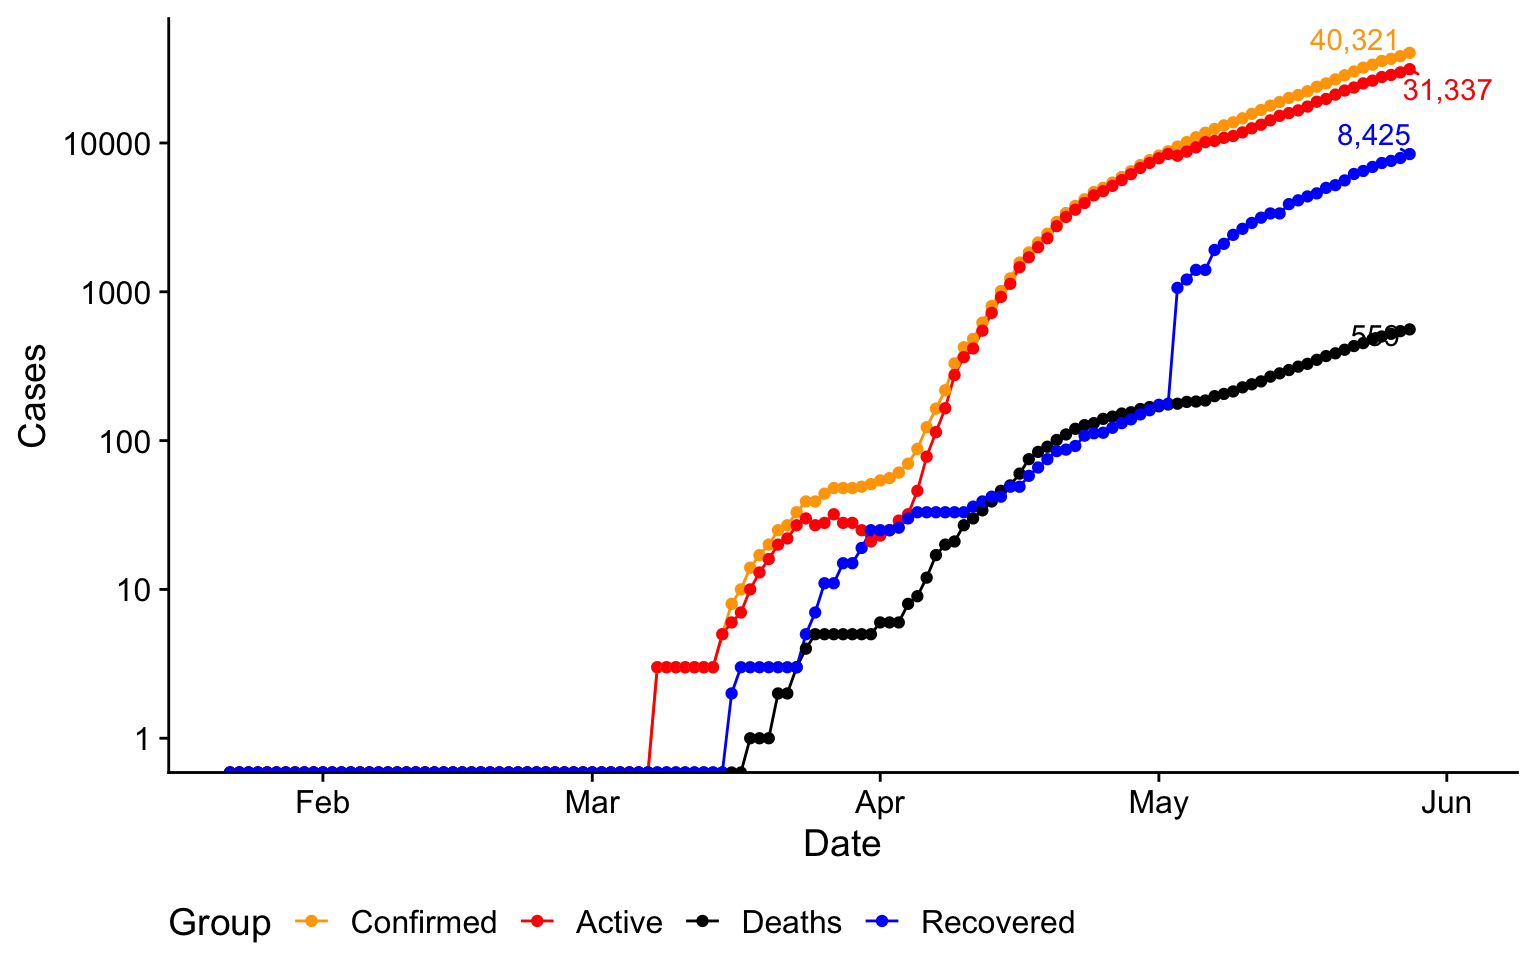 40,321
31,337
8,425
10000
1000
559
100
10
1
Cases
Feb Mar Apr May Jun
Date
Group Confirmed Active Deaths Recovered